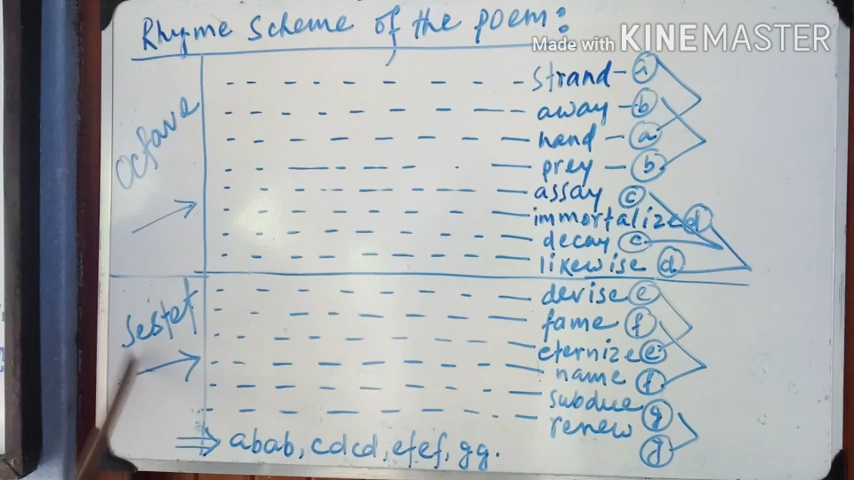 Rhyme Scheme of the poem:
Made with KINEMASTER
Octave
strand - a
away - b
hand - a
prey - b
assay c
immortalize d
decay c
likewise d
Sestet
devise e
fame f
eternize e
name f
subdue g
renew g
⇒ abab, cdcd, efef, gg.